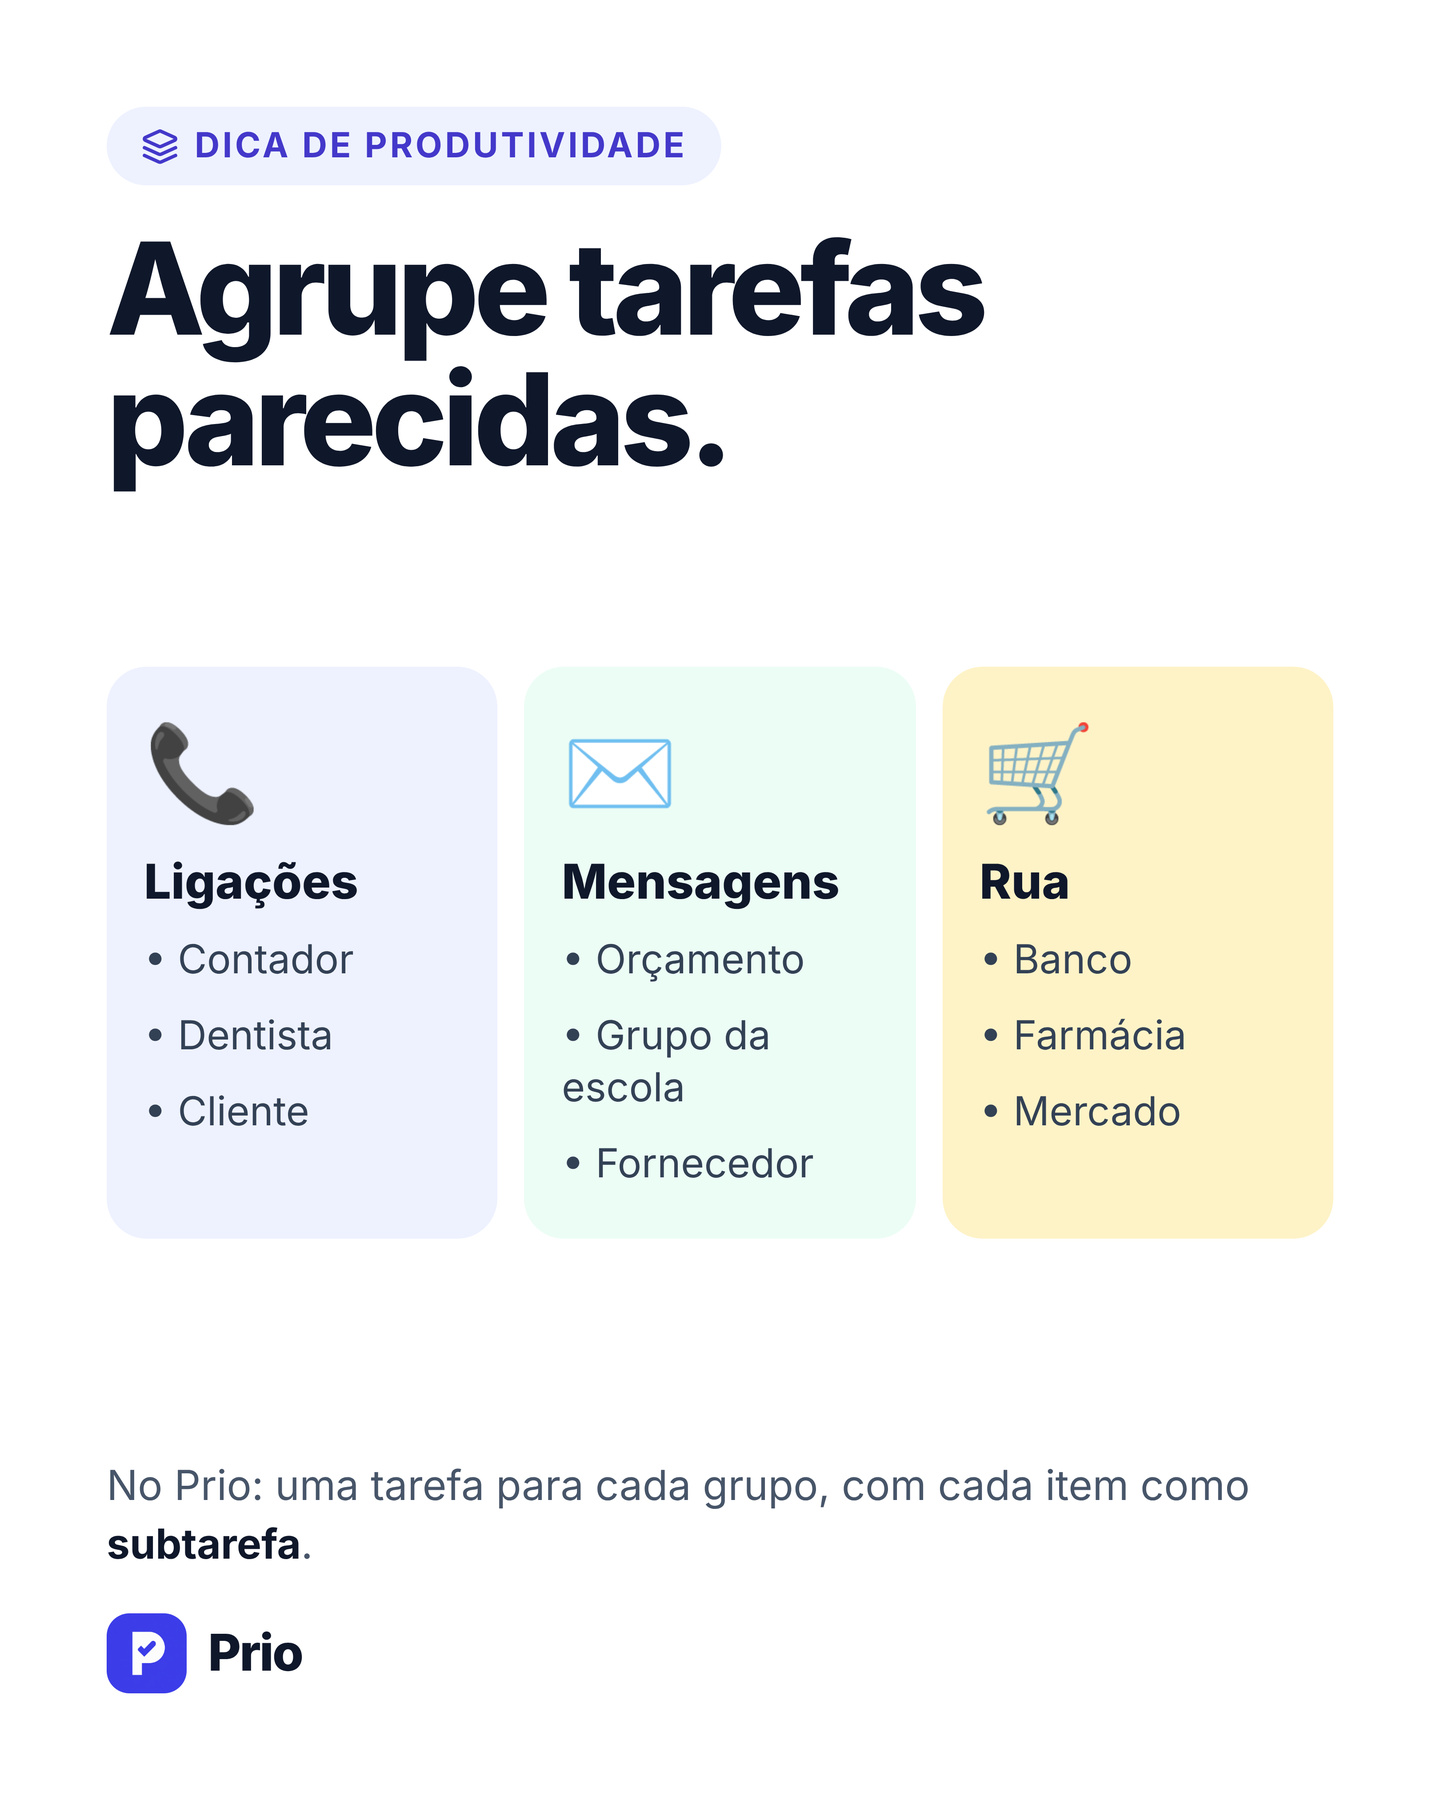 DICA DE PRODUTIVIDADE
Agrupe tarefas
parecidas.
Ligações
• Contador
• Dentista
• Cliente
Mensagens
• Orçamento
• Grupo da
escola
• Fornecedor
Rua
• Banco
• Farmácia
• Mercado
No Prio: uma tarefa para cada grupo, com cada item como
subtarefa.
Prio